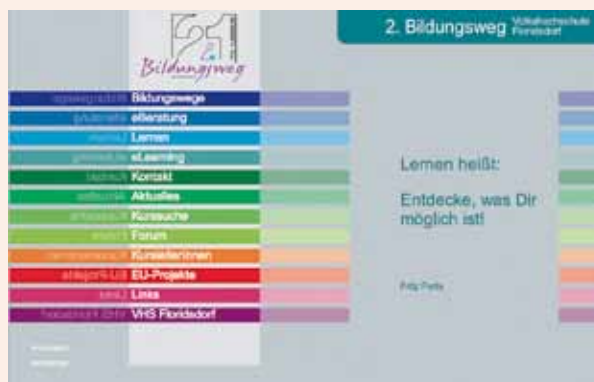 2. Bildungsweg Volkshochschule
Floridsdorf
21
Bildungsweg
Bildungswege
eBeratung
Lernen
eLearning
Kontakt
Aktuelles
Kurssuche
Forum
KursleiterInnen
EU-Projekte
Links
VHS Floridsdorf
Lernen heißt:
Entdecke, was Dir
möglich ist!
Fritz Perls